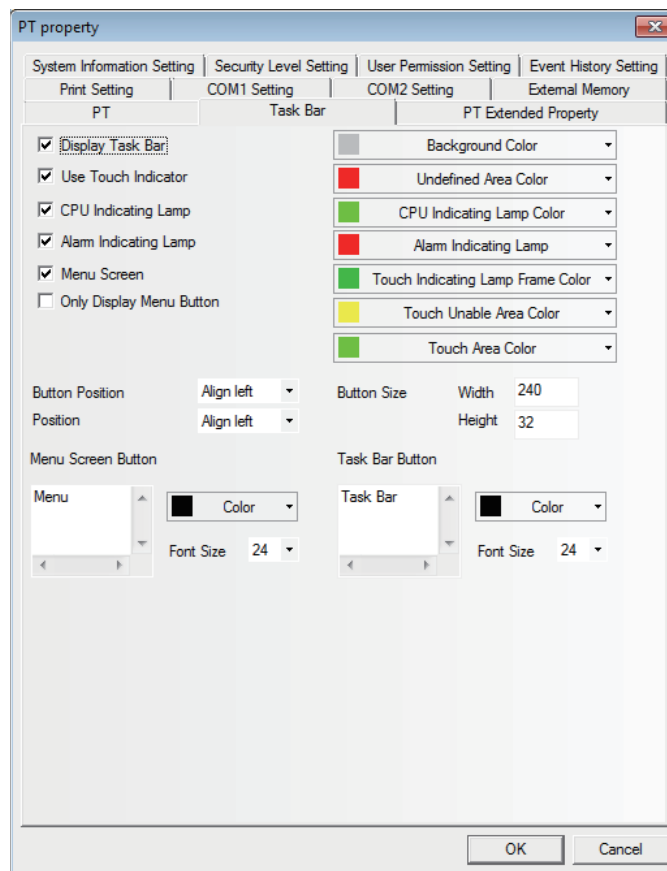 PT property
System Information Setting Security Level Setting User Permission Setting Event History Setting
Print Setting COM1 Setting COM2 Setting External Memory
PT Task Bar PT Extended Property
Display Task Bar Background Color
Use Touch Indicator Undefined Area Color
CPU Indicating Lamp CPU Indicating Lamp Color
Alarm Indicating Lamp Alarm Indicating Lamp
Menu Screen Touch Indicating Lamp Frame Color
Only Display Menu Button Touch Unable Area Color
Touch Area Color
Button Position Align left Button Size Width 240
Position Align left Height 32
Menu Screen Button Task Bar Button
Menu Color Task Bar Color
Font Size 24 Font Size 24
OK Cancel